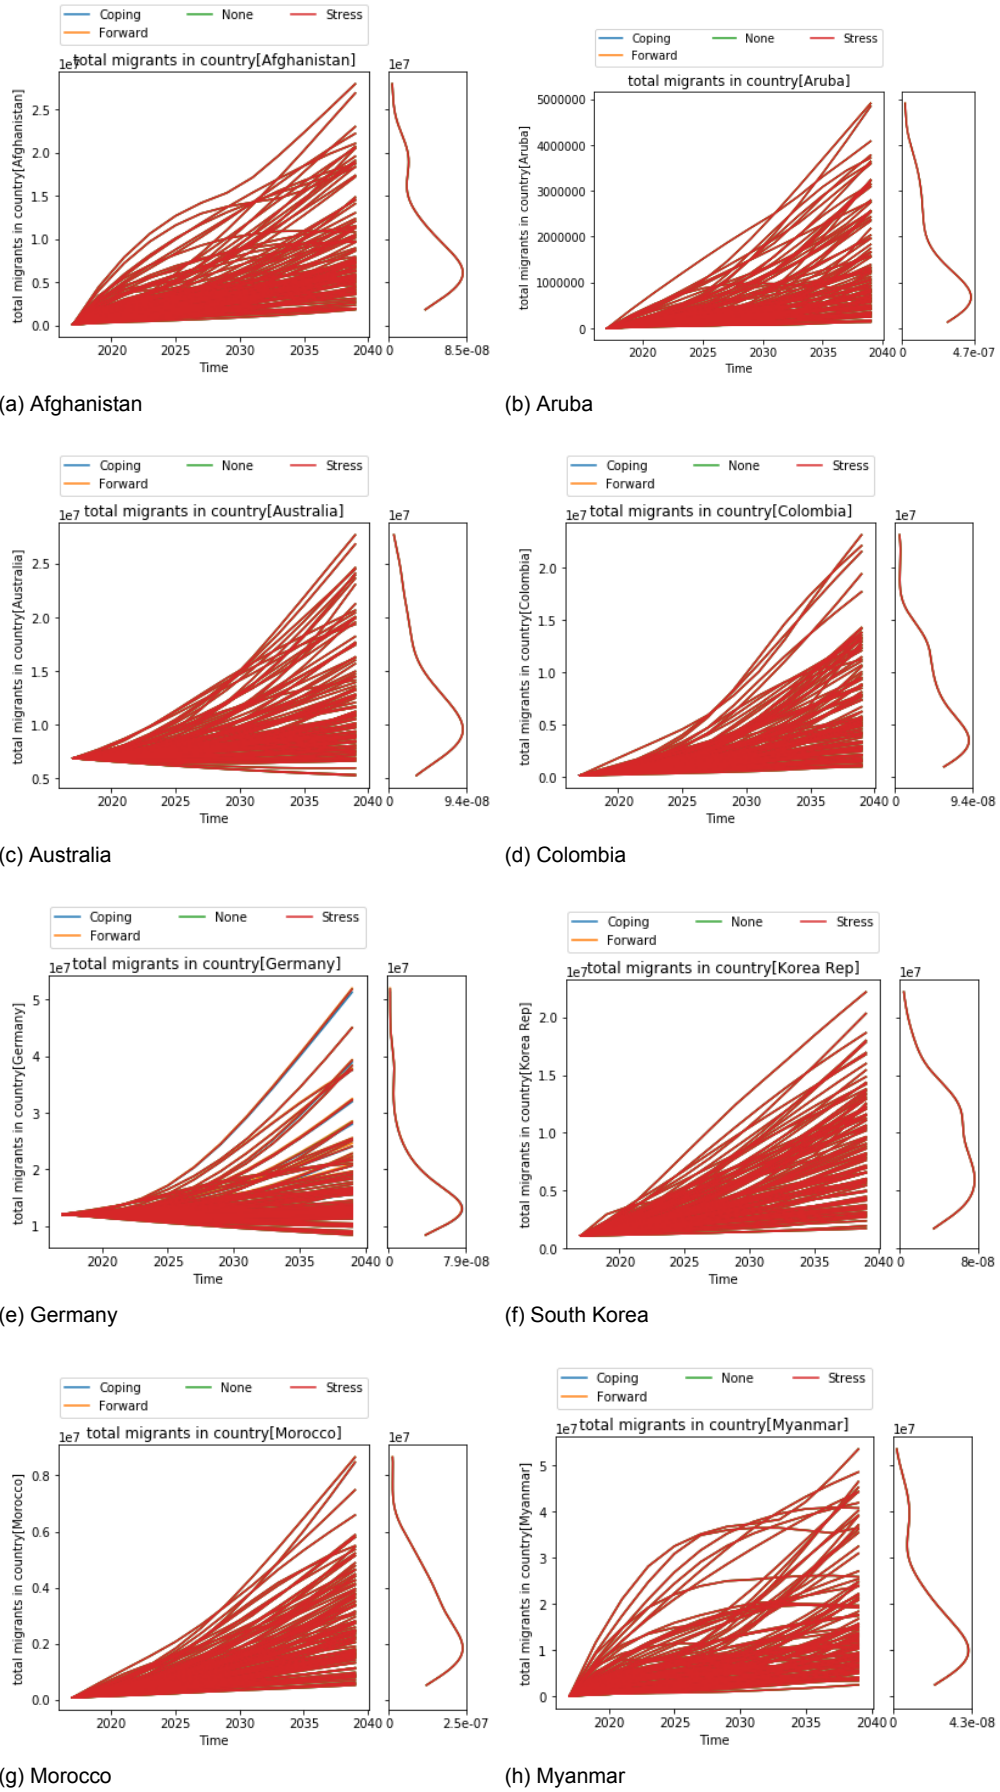 Coping None Stress
Forward
1e7
total migrants in country[Afghanistan]
total migrants in country[Afghanistan]
2.5
2.0
1.5
1.0
0.5
0.0
2020 2025 2030 2035 2040
Time
0 8.5e-08
(a) Afghanistan
Coping None Stress
Forward
total migrants in country[Aruba]
total migrants in country[Aruba]
5000000
4000000
3000000
2000000
1000000
0
2020 2025 2030 2035 2040
Time
0 4.7e-07
(b) Aruba
Coping None Stress
Forward
1e7 total migrants in country[Australia] 1e7
total migrants in country[Australia]
2.5
2.0
1.5
1.0
0.5
2020 2025 2030 2035 2040
Time
0 9.4e-08
(c) Australia
Coping None Stress
Forward
1e7 total migrants in country[Colombia] 1e7
total migrants in country[Colombia]
2.0
1.5
1.0
0.5
0.0
2020 2025 2030 2035 2040
Time
0 9.4e-08
(d) Colombia
Coping None Stress
Forward
1e7 total migrants in country[Germany] 1e7
total migrants in country[Germany]
5
4
3
2
1
2020 2025 2030 2035 2040
Time
0 7.9e-08
(e) Germany
Coping None Stress
Forward
1e7 total migrants in country[Korea Rep] 1e7
total migrants in country[Korea Rep]
2.0
1.5
1.0
0.5
0.0
2020 2025 2030 2035 2040
Time
0 8e-08
(f) South Korea
Coping None Stress
Forward
1e7 total migrants in country[Morocco] 1e7
total migrants in country[Morocco]
0.8
0.6
0.4
0.2
0.0
2020 2025 2030 2035 2040
Time
0 2.5e-07
(g) Morocco
Coping None Stress
Forward
1e7 total migrants in country[Myanmar] 1e7
total migrants in country[Myanmar]
5
4
3
2
1
0
2020 2025 2030 2035 2040
Time
0 4.3e-08
(h) Myanmar